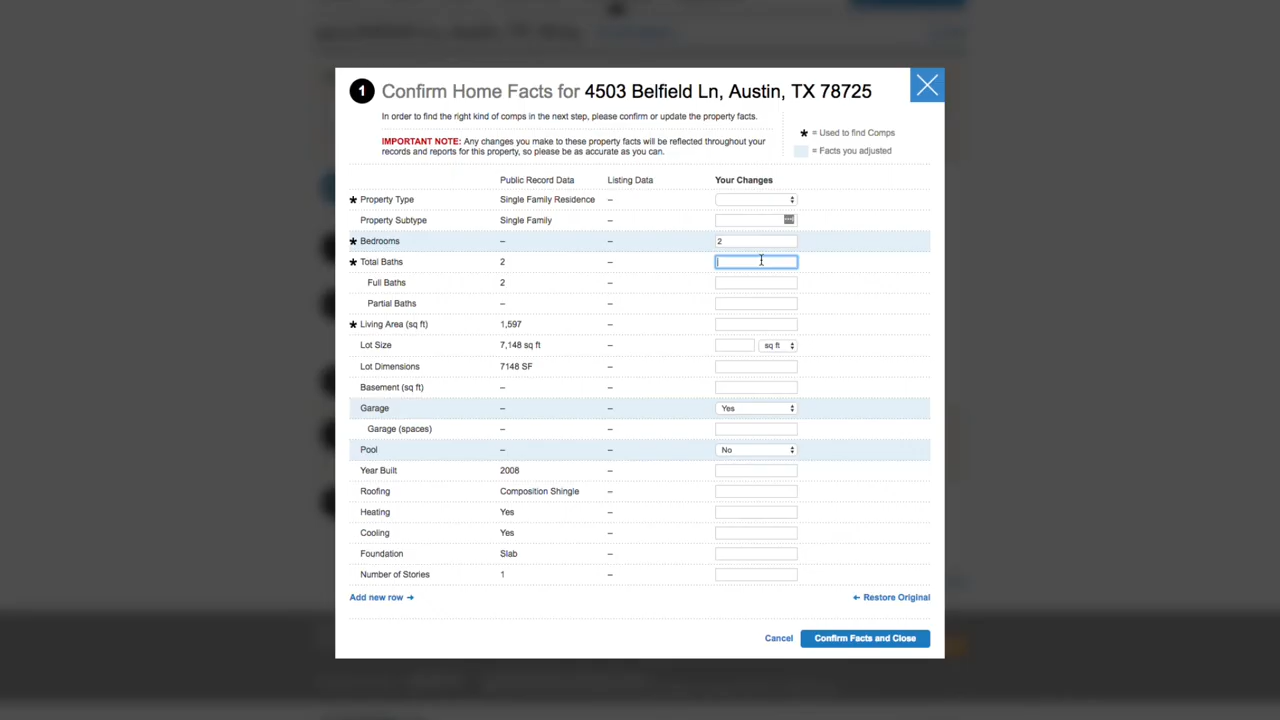 1 Confirm Home Facts for 4503 Belfield Ln, Austin, TX 78725
In order to find the right kind of comps in the next step, please confirm or update the property facts.
IMPORTANT NOTE: Any changes you make to these property facts will be reflected throughout your
records and reports for this property, so please be as accurate as you can.
★ = Used to find Comps
= Facts you adjusted
Public Record Data Listing Data Your Changes
★ Property Type Single Family Residence –
Property Subtype Single Family –
★ Bedrooms – – 2
★ Total Baths 2 –
Full Baths 2 –
Partial Baths – –
★ Living Area (sq ft) 1,597 –
Lot Size 7,148 sq ft – sq ft
Lot Dimensions 7148 SF –
Basement (sq ft) – –
Garage – – Yes
Garage (spaces) – –
Pool – – No
Year Built 2008 –
Roofing Composition Shingle –
Heating Yes –
Cooling Yes –
Foundation Slab –
Number of Stories 1 –
Add new row → ← Restore Original
Cancel Confirm Facts and Close